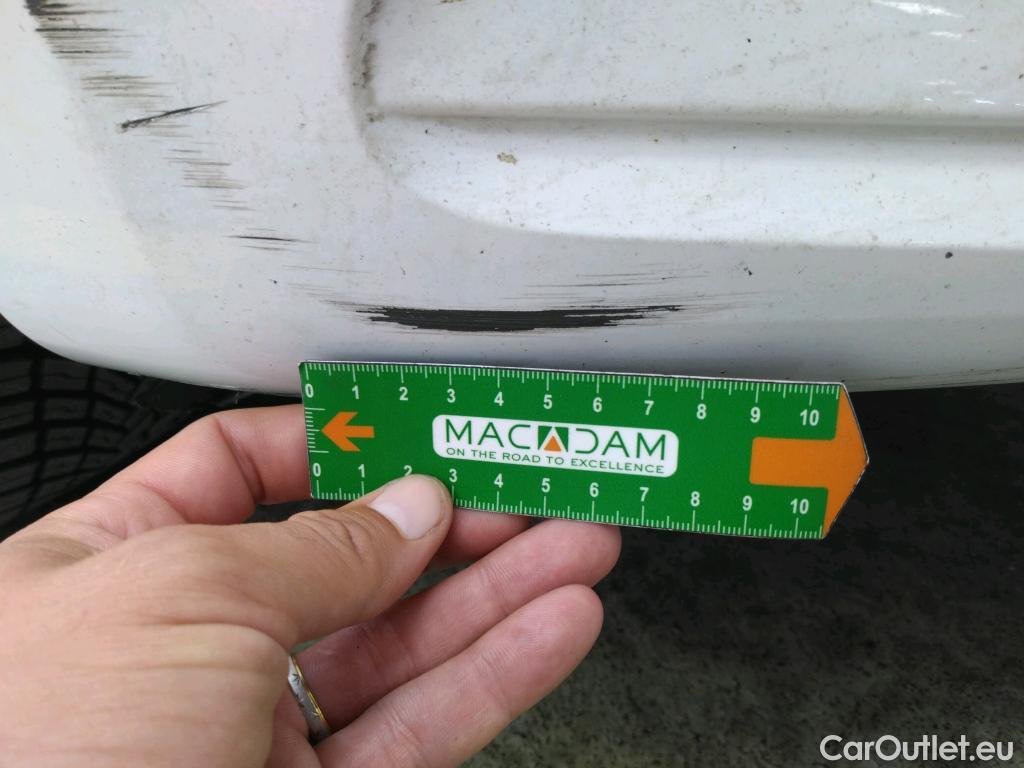 0 1 2 3 4 5 6 7 8 9 10
MACADAM
ON THE ROAD TO EXCELLENCE
0 1 2 3 4 5 6 7 8 9 10
CarOutlet.eu